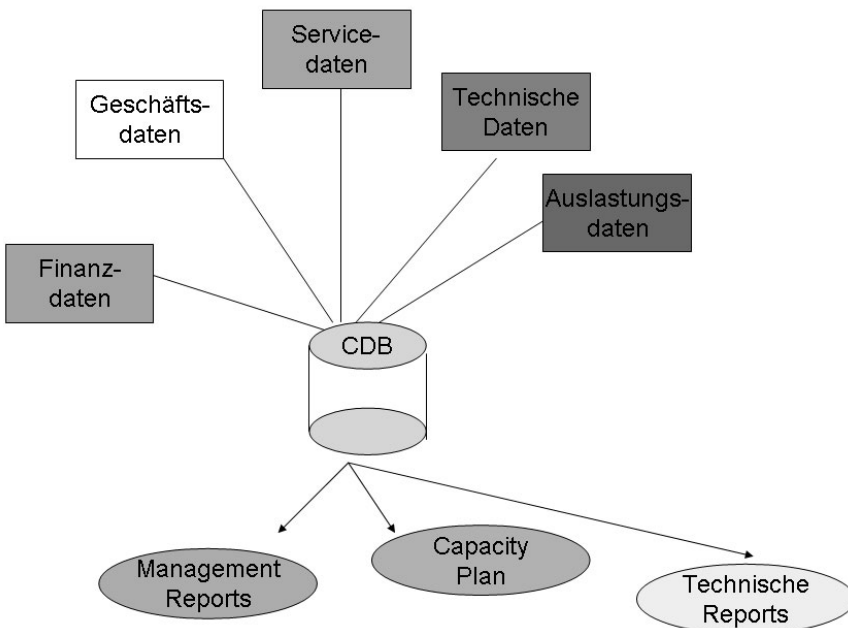 Service-
daten
Geschäfts-
daten
Technische
Daten
Auslastungs-
daten
Finanz-
daten
CDB
Management
Reports
Capacity
Plan
Technische
Reports